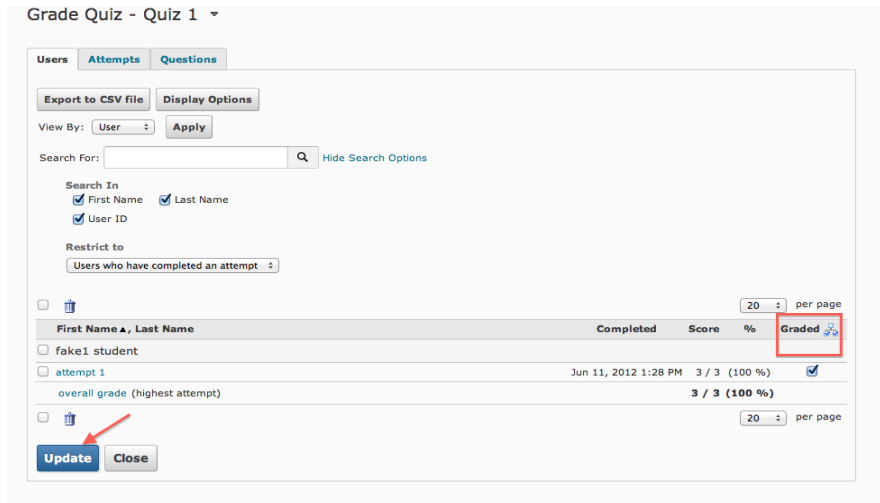 Grade Quiz - Quiz 1
Users Attempts Questions
Export to CSV file Display Options
View By: User Apply
Search For: Hide Search Options
Search In
First Name Last Name
User ID
Restrict to
Users who have completed an attempt
20 per page
First Name▲, Last Name Completed Score % Graded
fake1 student
attempt 1 Jun 11, 2012 1:28 PM 3 / 3 (100 %)
overall grade (highest attempt) 3 / 3 (100 %)
20 per page
Update Close